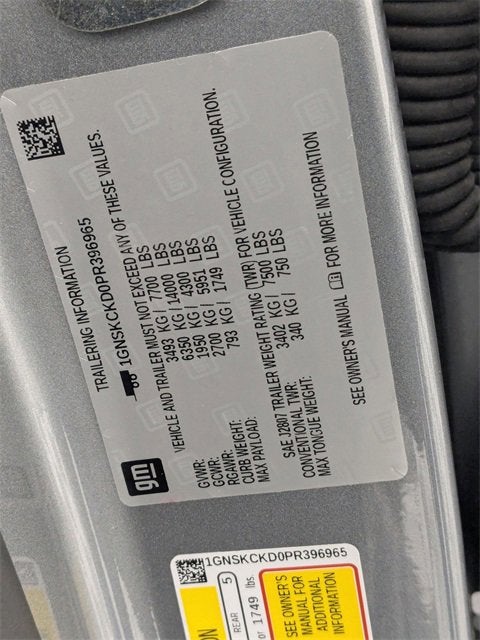 TRAILERING INFORMATION
1GNSKCKD0PR396965
VEHICLE AND TRAILER MUST NOT EXCEED ANY OF THESE VALUES.
GVWR: 3493 KG / 7700 LBS
GCWR: 6350 KG / 14000 LBS
RGAWR: 1950 KG / 4300 LBS
CURB WEIGHT: 2700 KG / 5951 LBS
MAX PAYLOAD: 793 KG / 1749 LBS
SAE J2807 TRAILER WEIGHT RATING (TWR) FOR VEHICLE CONFIGURATION.
CONVENTIONAL TWR: 3402 KG / 7500 LBS
MAX TONGUE WEIGHT: 340 KG / 750 LBS
SEE OWNER'S MANUAL FOR MORE INFORMATION
gm
1GNSKCKD0PR396965
REAR 5
or 1749 lbs.
SEE OWNER'S
MANUAL FOR
ADDITIONAL
INFORMATION